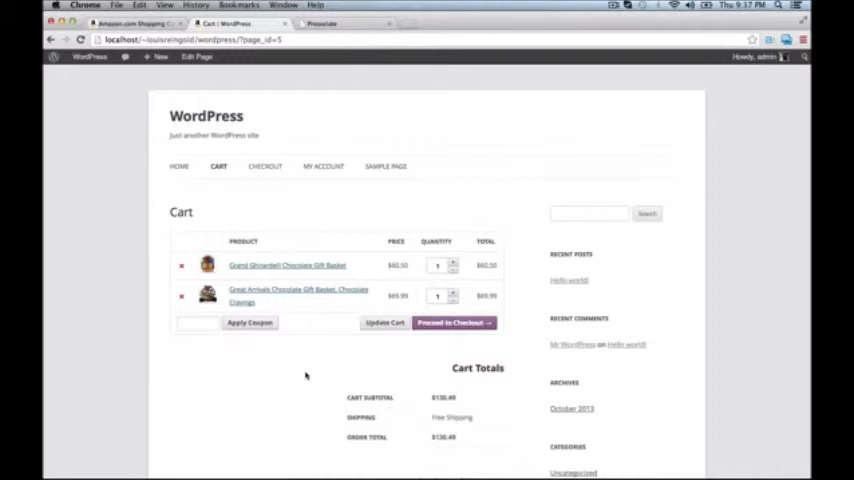 Chrome File Edit View History Bookmarks Window Help Thu 9:37 PM
Amazon.com Shopping C Cart | WordPress
localhost/~louisreingold/wordpress/?page_id=5
WordPress + New Edit Page Howdy, admin
WordPress
Just another WordPress site
HOME CART CHECKOUT MY ACCOUNT SAMPLE PAGE
Cart
Search
PRODUCT PRICE QUANTITY TOTAL
Grand Ghirardelli Chocolate Gift Basket $60.50 1 $60.50
Great Arrivals Chocolate Gift Basket, Chocolate
Cravings $69.99 1 $69.99
Apply Coupon Update Cart Proceed to Checkout →
Cart Totals
CART SUBTOTAL $130.49
SHIPPING Free Shipping
ORDER TOTAL $130.49
RECENT POSTS
Hello world!
RECENT COMMENTS
Mr WordPress on Hello world!
ARCHIVES
October 2013
CATEGORIES
Uncategorized